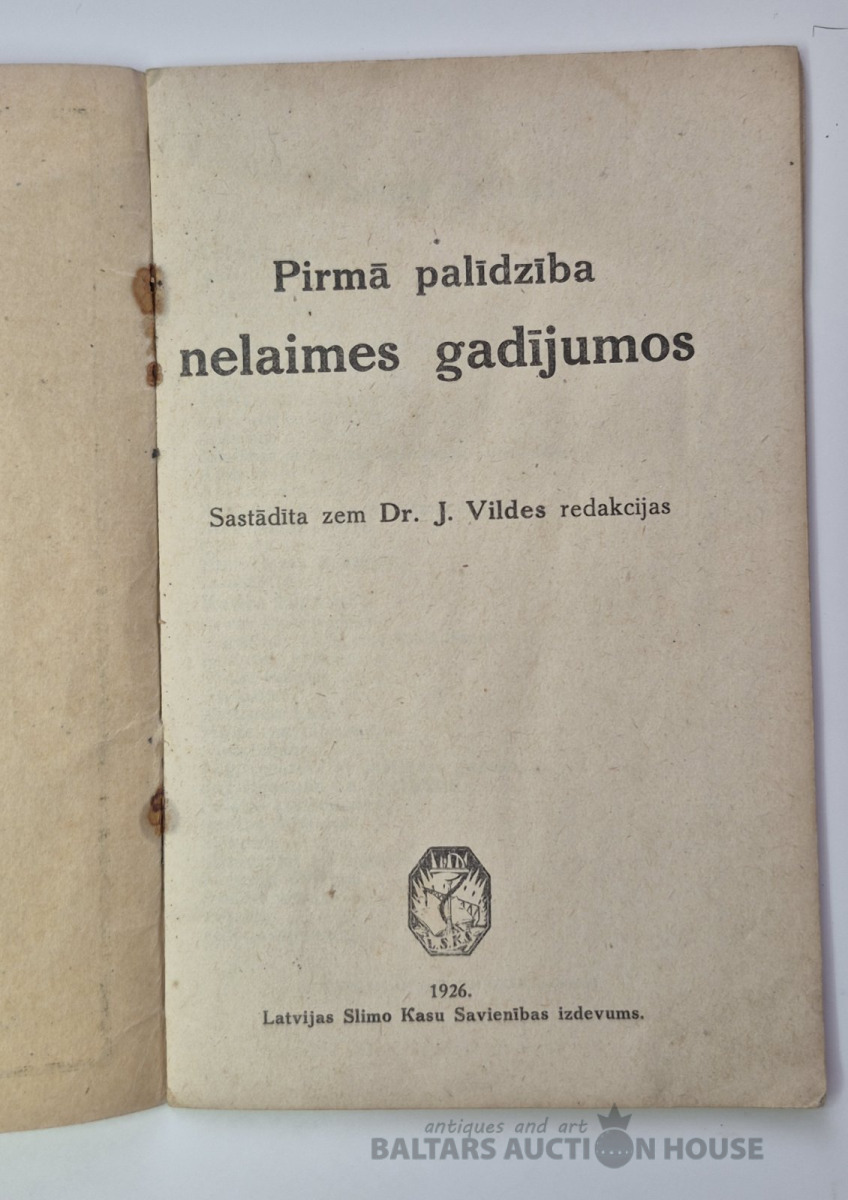 Pirmā palīdzība
nelaimes gadījumos
Sastādīta zem Dr. J. Vildes redakcijas
L.S.K.S.
1926.
Latvijas Slimo Kasu Savienības izdevums.
antiques and art
BALTARS AUCTION HOUSE